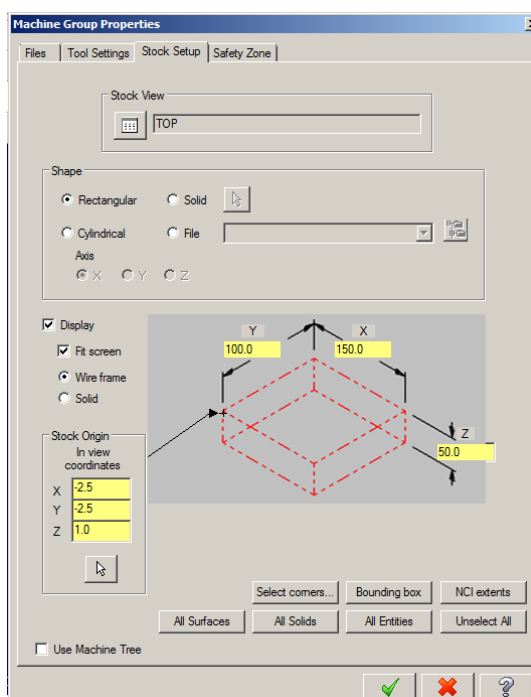 Machine Group Properties
Files Tool Settings Stock Setup Safety Zone
Stock View
TOP
Shape
Rectangular Solid
Cylindrical File
Axis
X Y Z
Display
Fit screen
Wire frame
Solid
Y X
100.0 150.0
Z
50.0
Stock Origin
In view
coordinates
X -2.5
Y -2.5
Z 1.0
Select corners... Bounding box NCI extents
All Surfaces All Solids All Entities Unselect All
Use Machine Tree